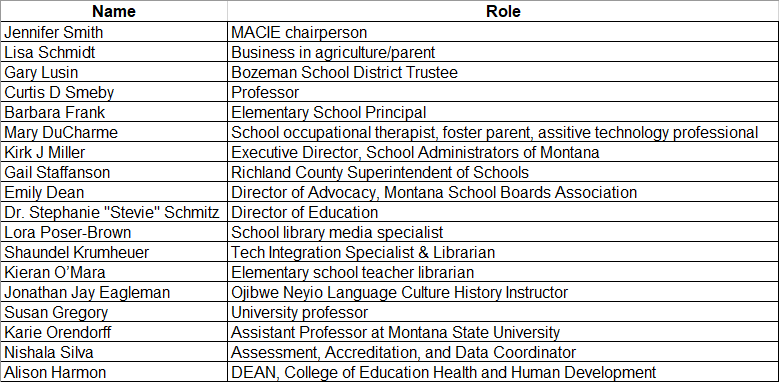 Name Role
Jennifer Smith MACIE chairperson
Lisa Schmidt Business in agriculture/parent
Gary Lusin Bozeman School District Trustee
Curtis D Smeby Professor
Barbara Frank Elementary School Principal
Mary DuCharme School occupational therapist, foster parent, assitive technology professional
Kirk J Miller Executive Director, School Administrators of Montana
Gail Staffanson Richland County Superintendent of Schools
Emily Dean Director of Advocacy, Montana School Boards Association
Dr. Stephanie "Stevie" Schmitz Director of Education
Lora Poser-Brown School library media specialist
Shaundel Krumheuer Tech Integration Specialist & Librarian
Kieran O’Mara Elementary school teacher librarian
Jonathan Jay Eagleman Ojibwe Neyio Language Culture History Instructor
Susan Gregory University professor
Karie Orendorff Assistant Professor at Montana State University
Nishala Silva Assessment, Accreditation, and Data Coordinator
Alison Harmon DEAN, College of Education Health and Human Development